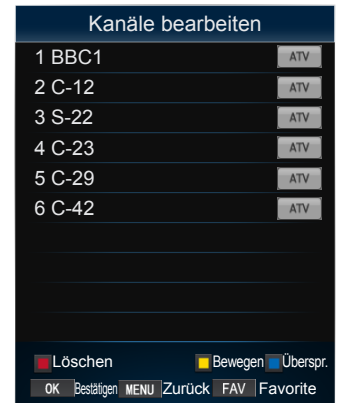 Kanäle bearbeiten
1 BBC1 ATV
2 C-12 ATV
3 S-22 ATV
4 C-23 ATV
5 C-29 ATV
6 C-42 ATV
Löschen Bewegen Überspr.
OK Bestätigen MENU Zurück FAV Favorite